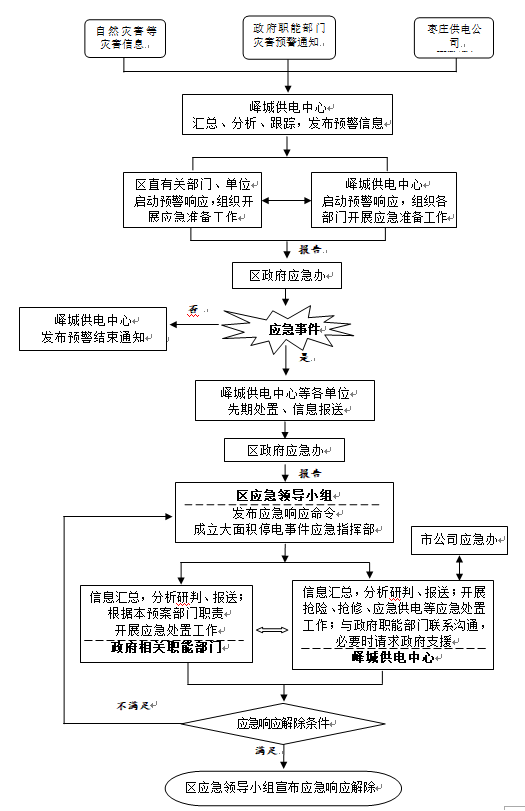 自然灾害等
灾害信息.
政府职能部门
灾害预警通知.
枣庄供电公
司
峄城供电中心
汇总、分析、跟踪，发布预警信息
区直有关部门、单位
启动预警响应，组织开
展应急准备工作
峄城供电中心
启动预警响应，组织各
部门开展应急准备工作
报告
区政府应急办
应急事件
否
峄城供电中心
发布预警结束通知
是
峄城供电中心等各单位
先期处置、信息报送
区政府应急办
报告
区应急领导小组
发布应急响应命令
成立大面积停电事件应急指挥部
市公司应急办
信息汇总，分析研判、报送；
根据本预案部门职责
开展应急处置工作
政府相关职能部门
信息汇总，分析研判、报送；开展
抢险、抢修、应急供电等应急处置
工作；与政府职能部门联系沟通，
必要时请求政府支援
峄城供电中心
不满足
应急响应解除条件
满足
区应急领导小组宣布应急响应解除